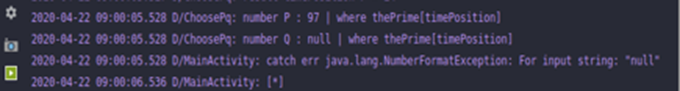 2020-04-22 09:00:05.528 D/ChoosePq: number P : 97 | where thePrime[timePosition]
2020-04-22 09:00:05.528 D/ChoosePq: number Q : null | where thePrime[timePosition]
2020-04-22 09:00:05.528 D/MainActivity: catch err java.lang.NumberFormatException: For input string: "null"
2020-04-22 09:00:06.536 D/MainActivity: [*]